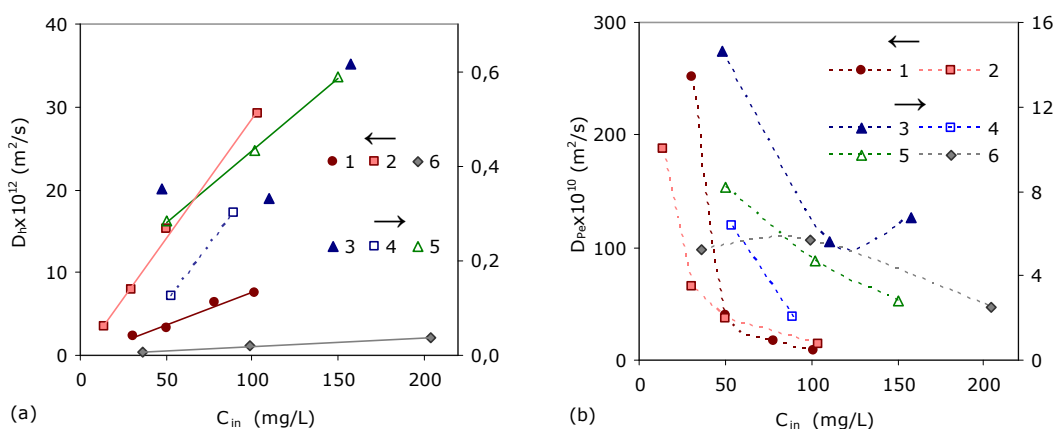 40
30
20
10
0
D_h x10^12 (m²/s)
0,6
0,4
0,2
0,0
←
1 2 6
→
3 4 5
0 50 100 150 200
C_in (mg/L)
(a)
300
200
100
0
D_Pe x10^10 (m²/s)
16
12
8
4
0
←
1 2
→
3 4
5 6
0 50 100 150 200
C_in (mg/L)
(b)